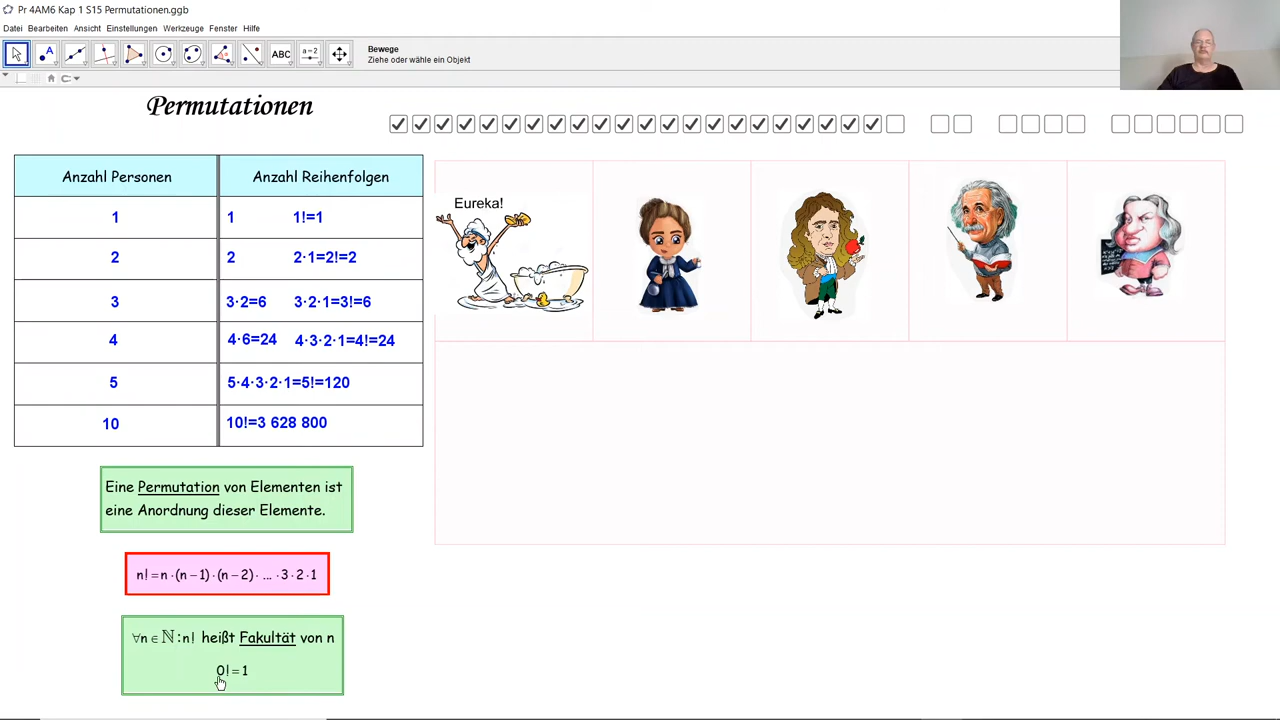 Pr 4AM6 Kap 1 S15 Permutationen.ggb
Datei Bearbeiten Ansicht Einstellungen Werkzeuge Fenster Hilfe
A ABC a=2
Bewege
Ziehe oder wähle ein Objekt
Permutationen
Anzahl Personen Anzahl Reihenfolgen
1 1 1!=1
2 2 2·1=2!=2
3 3·2=6 3·2·1=3!=6
4 4·6=24 4·3·2·1=4!=24
5 5·4·3·2·1=5!=120
10 10!=3 628 800
Eureka!
Eine Permutation von Elementen ist
eine Anordnung dieser Elemente.
n!=n·(n−1)·(n−2)· ... ·3·2·1
∀n∈ℕ:n! heißt Fakultät von n
0!=1